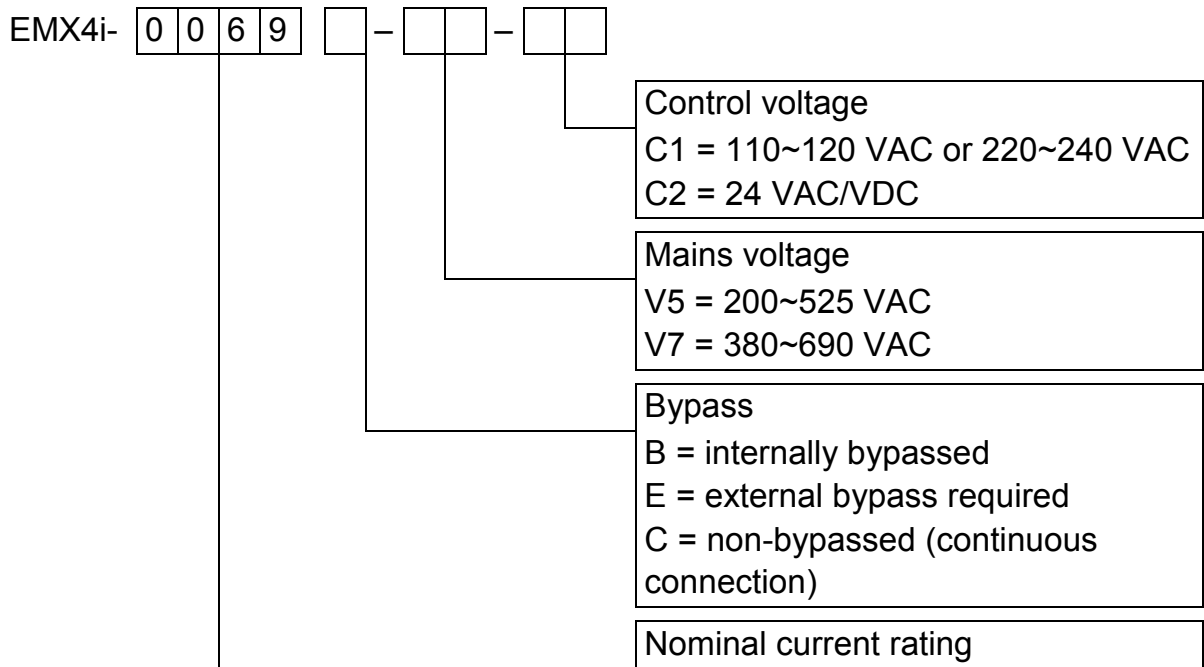 EMX4i- 0 0 6 9 – –
Control voltage
C1 = 110~120 VAC or 220~240 VAC
C2 = 24 VAC/VDC
Mains voltage
V5 = 200~525 VAC
V7 = 380~690 VAC
Bypass
B = internally bypassed
E = external bypass required
C = non-bypassed (continuous
connection)
Nominal current rating